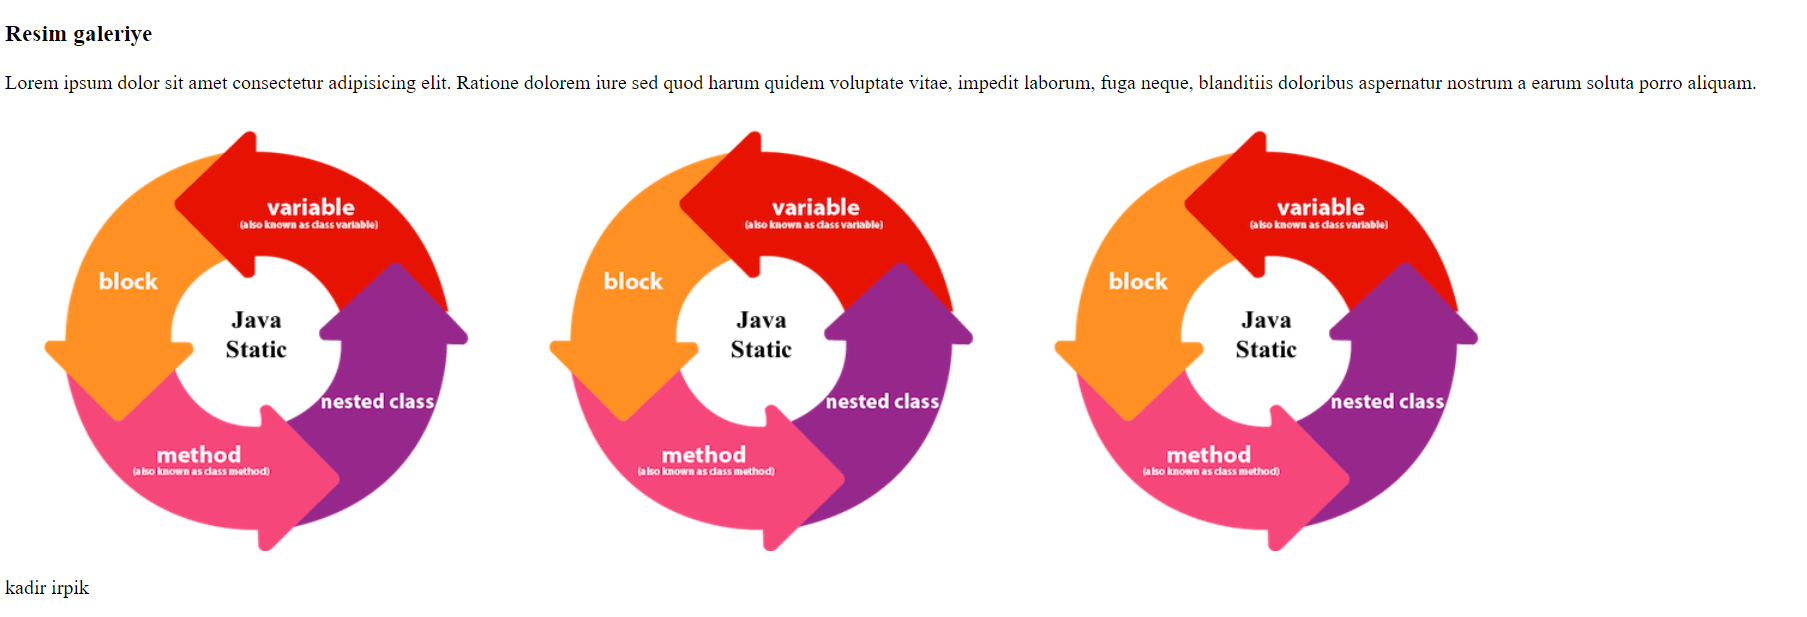 Resim galeriye
Lorem ipsum dolor sit amet consectetur adipisicing elit. Ratione dolorem iure sed quod harum quidem voluptate vitae, impedit laborum, fuga neque, blanditiis doloribus aspernatur nostrum a earum soluta porro aliquam.
variable
(also known as class variable)
block
Java
Static
nested class
method
(also known as class method)
variable
(also known as class variable)
block
Java
Static
nested class
method
(also known as class method)
variable
(also known as class variable)
block
Java
Static
nested class
method
(also known as class method)
kadir irpik